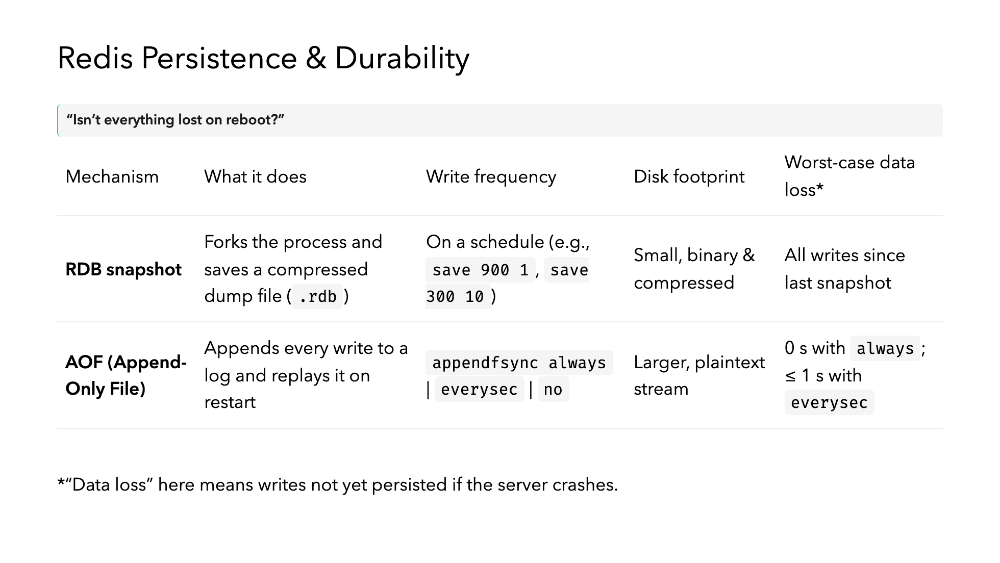 Redis Persistence & Durability
“Isn’t everything lost on reboot?”
Mechanism
What it does
Write frequency
Disk footprint
Worst-case data
loss*
RDB snapshot
Forks the process and
saves a compressed
dump file ( .rdb )
On a schedule (e.g.,
save 900 1 , save
300 10 )
Small, binary &
compressed
All writes since
last snapshot
AOF (Append-
Only File)
Appends every write to a
log and replays it on
restart
appendfsync always
| everysec | no
Larger, plaintext
stream
0 s with always ;
≤ 1 s with
everysec
*“Data loss” here means writes not yet persisted if the server crashes.